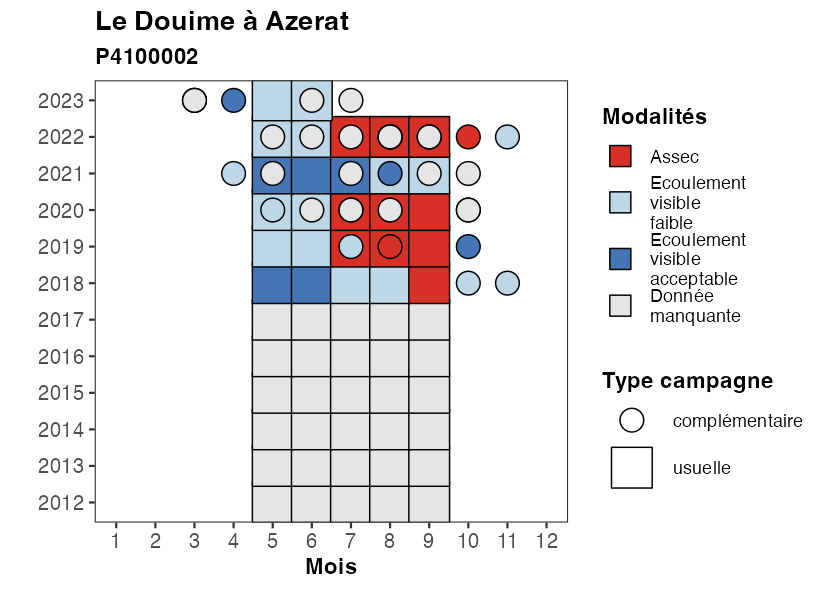 Le Douime à Azerat
P4100002
2023
2022
2021
2020
2019
2018
2017
2016
2015
2014
2013
2012
1 2 3 4 5 6 7 8 9 10 11 12
Mois
Modalités
Assec
Ecoulement
visible
faible
Ecoulement
visible
acceptable
Donnée
manquante
Type campagne
complémentaire
usuelle